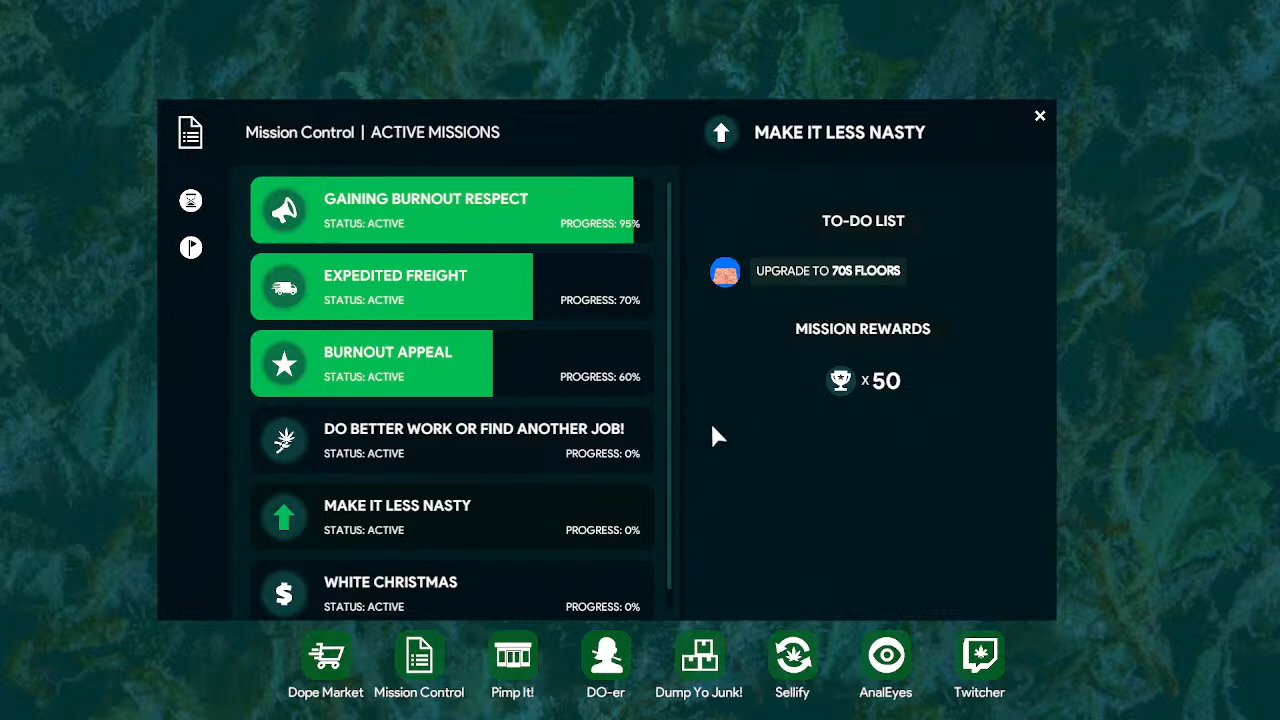 Mission Control | ACTIVE MISSIONS
GAINING BURNOUT RESPECT
STATUS: ACTIVE PROGRESS: 95%
EXPEDITED FREIGHT
STATUS: ACTIVE PROGRESS: 70%
BURNOUT APPEAL
STATUS: ACTIVE PROGRESS: 60%
DO BETTER WORK OR FIND ANOTHER JOB!
STATUS: ACTIVE PROGRESS: 0%
MAKE IT LESS NASTY
STATUS: ACTIVE PROGRESS: 0%
WHITE CHRISTMAS
STATUS: ACTIVE PROGRESS: 0%
MAKE IT LESS NASTY
TO-DO LIST
UPGRADE TO 70S FLOORS
MISSION REWARDS
x 50
Dope Market Mission Control Pimp It! DO-er Dump Yo Junk! Sellify AnalEyes Twitcher